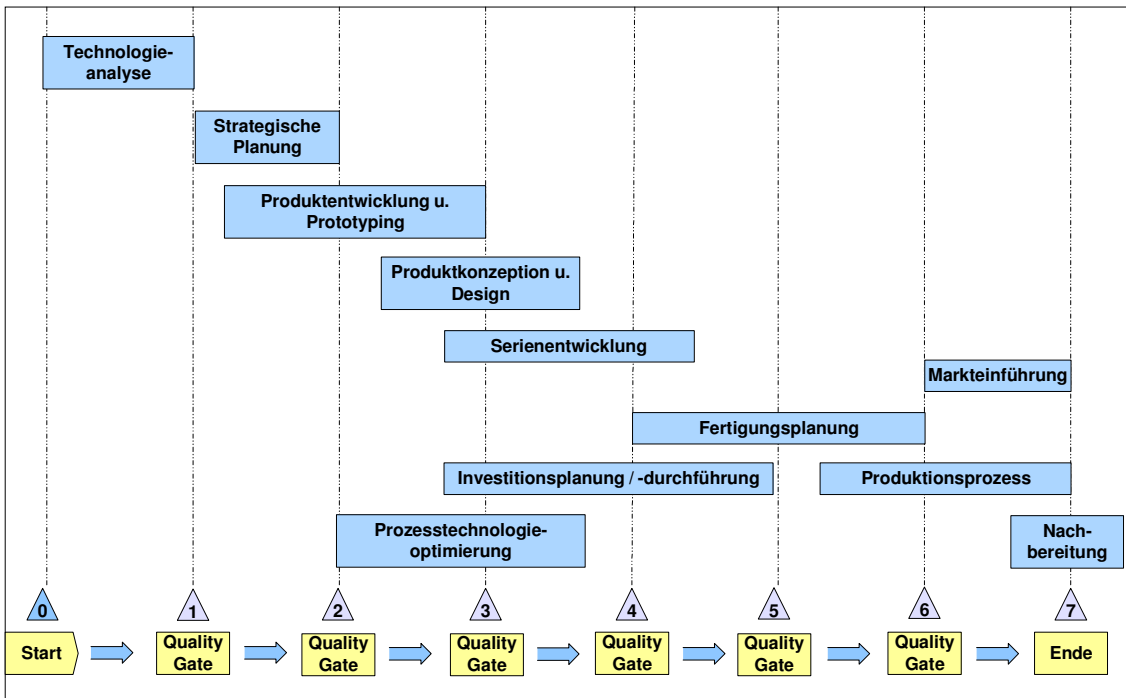 Technologie-
analyse
Strategische
Planung
Produktentwicklung u.
Prototyping
Produktkonzeption u.
Design
Serienentwicklung
Markteinführung
Fertigungsplanung
Investitionsplanung / -durchführung
Produktionsprozess
Prozesstechnologie-
optimierung
Nach-
bereitung
0
1
2
3
4
5
6
7
Start
Quality
Gate
Quality
Gate
Quality
Gate
Quality
Gate
Quality
Gate
Quality
Gate
Ende